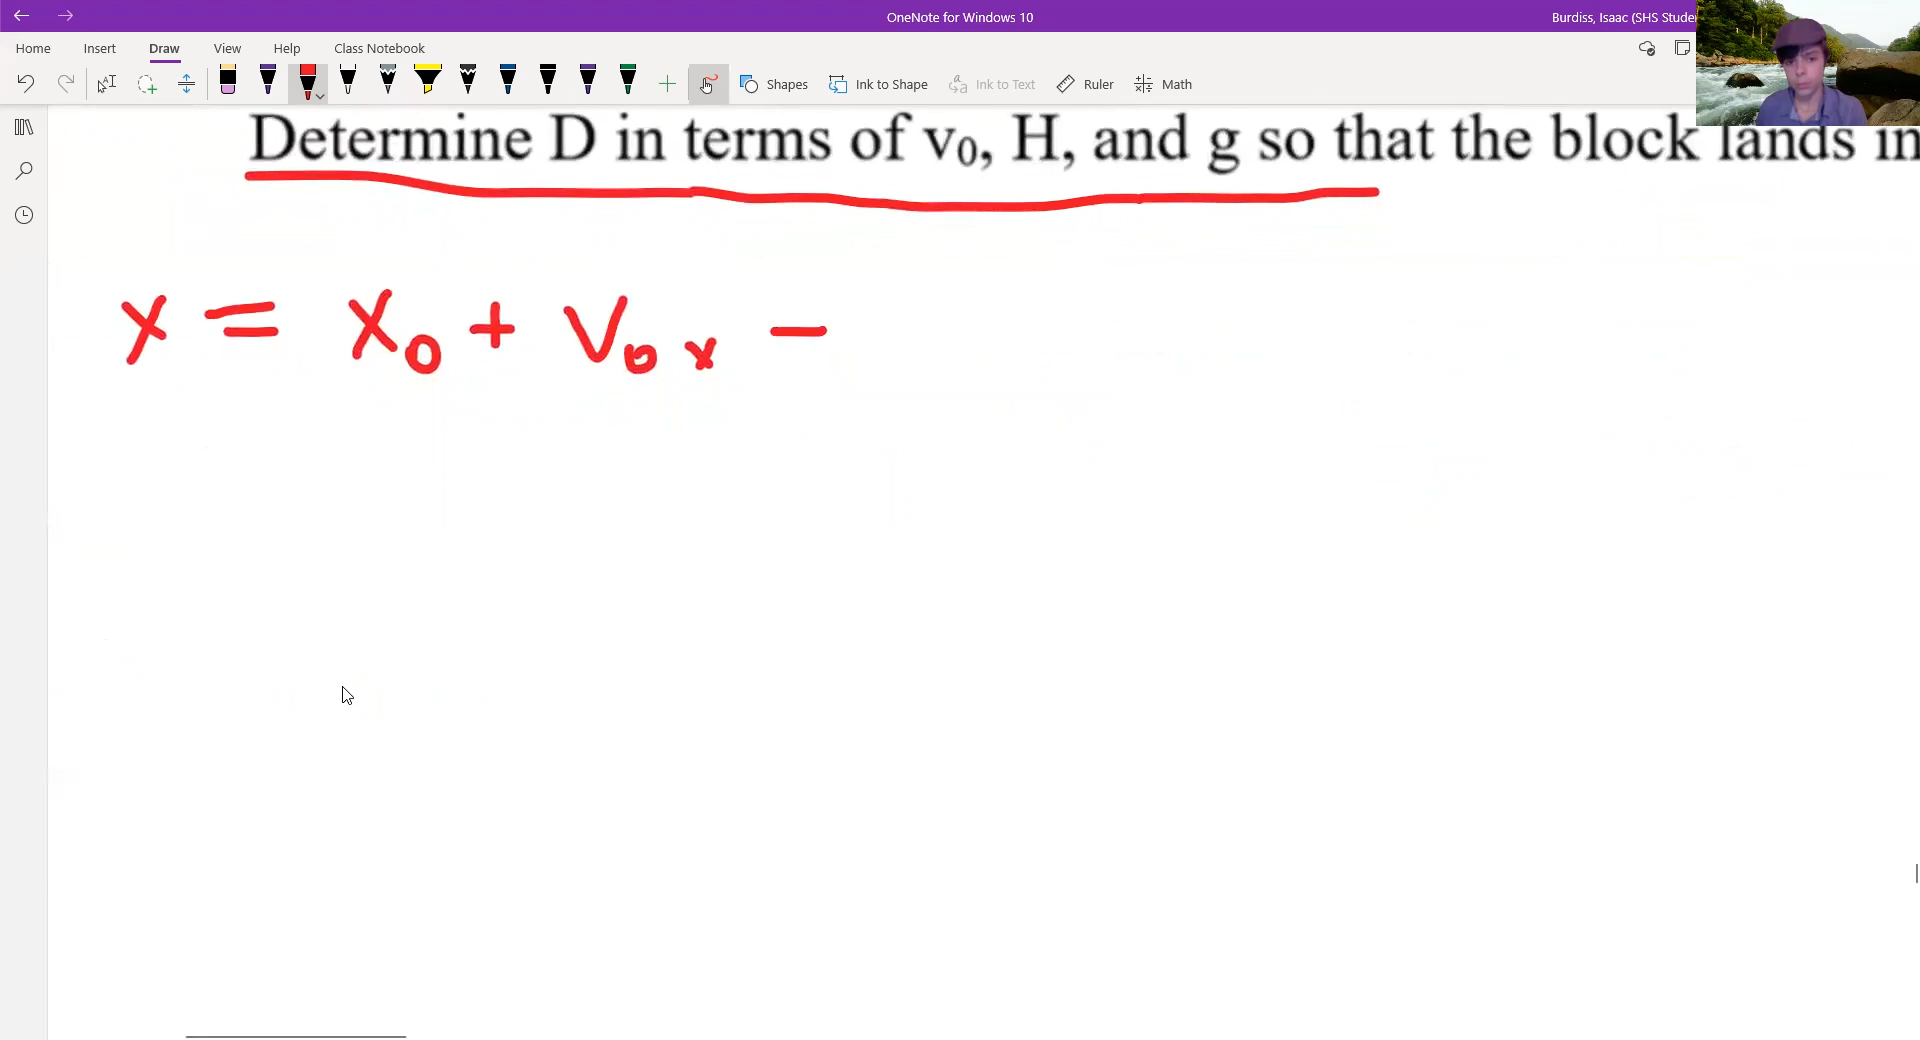 OneNote for Windows 10
Burdiss, Isaac (SHS Stude
Home Insert Draw View Help Class Notebook
Shapes Ink to Shape Ink to Text Ruler Math
Determine D in terms of v₀, H, and g so that the block lands in
x = x₀ + v₀ₓ –